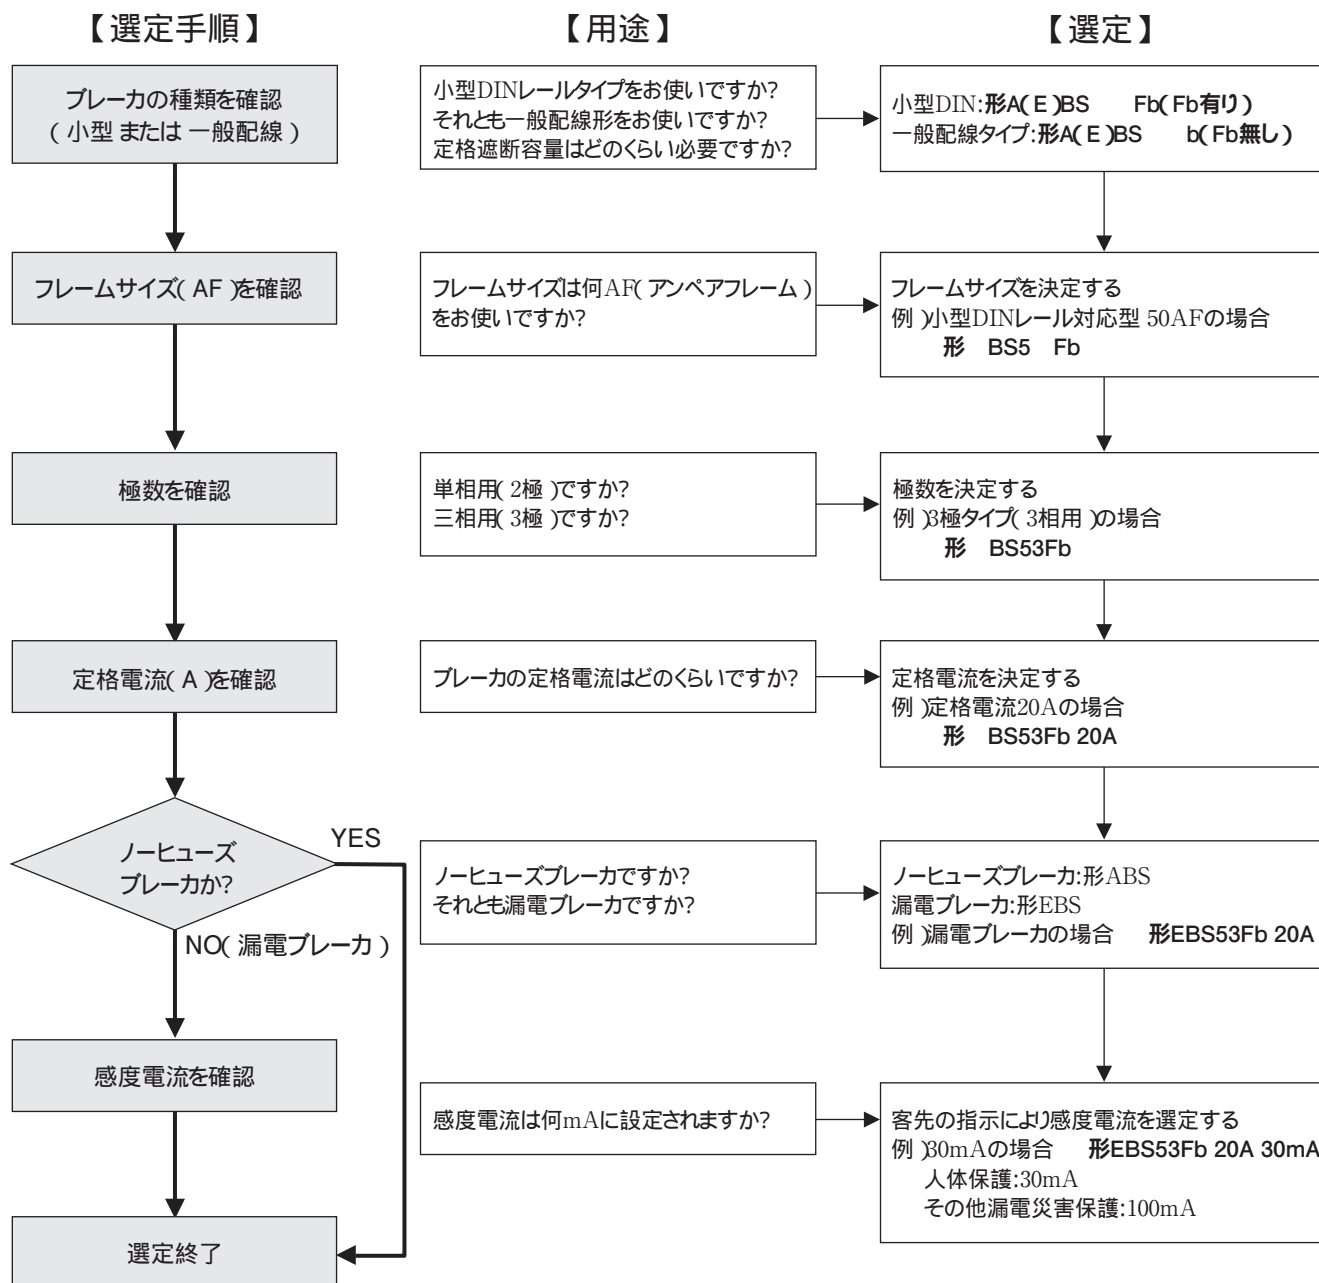 【選定手順】
【用途】
【選定】
ブレーカの種類を確認
(小型 または 一般配線)
小型DINレールタイプをお使いですか?
それとも一般配線形をお使いですか?
定格遮断容量はどのくらい必要ですか?
小型DIN:形A(E)BS Fb(Fb有り)
一般配線タイプ:形A(E)BS b(Fb無し)
フレームサイズ(AF)を確認
フレームサイズは何AF(アンペアフレーム)
をお使いですか?
フレームサイズを決定する
例)小型DINレール対応型 50AFの場合
形 BS5 Fb
極数を確認
単相用(2極)ですか?
三相用(3極)ですか?
極数を決定する
例)3極タイプ(3相用)の場合
形 BS53Fb
定格電流(A)を確認
ブレーカの定格電流はどのくらいですか?
定格電流を決定する
例)定格電流20Aの場合
形 BS53Fb 20A
ノーヒューズ
ブレーカか?
YES
NO(漏電ブレーカ)
ノーヒューズブレーカですか?
それとも漏電ブレーカですか?
ノーヒューズブレーカ:形ABS
漏電ブレーカ:形EBS
例)漏電ブレーカの場合 形EBS53Fb 20A
感度電流を確認
感度電流は何mAに設定されますか?
客先の指示により感度電流を選定する
例)30mAの場合 形EBS53Fb 20A 30mA
人体保護:30mA
その他漏電災害保護:100mA
選定終了